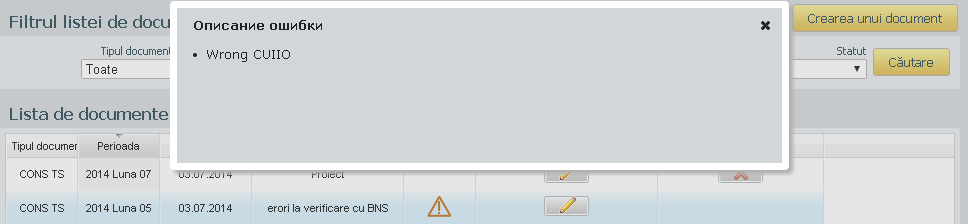 Filtrul listei de docu
Описание ошибки
Crearea unui document
Tipul document
Wrong CUIIO
Statut
Toate
Căutare
Lista de documente
Tipul documer Perioada
CONS TS 2014 Luna 07 03.07.2014 Proiect
CONS TS 2014 Luna 05 03.07.2014 erori la verificare cu BNS